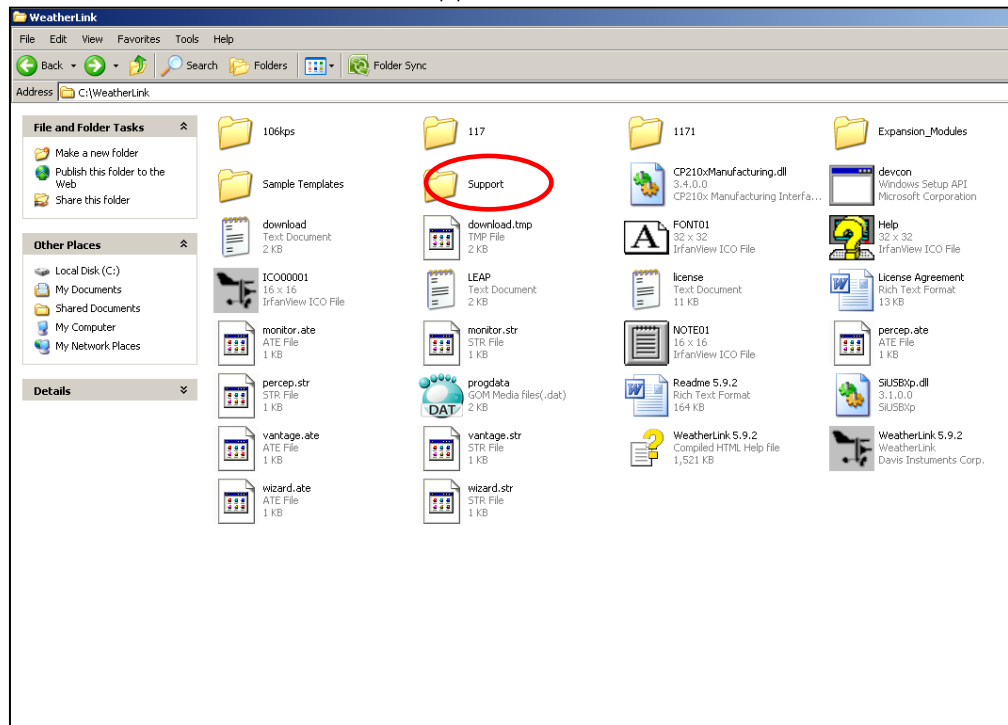 WeatherLink
File Edit View Favorites Tools Help
Back Search Folders Folder Sync
Address C:\WeatherLink
File and Folder Tasks
Make a new folder
Publish this folder to the
Web
Share this folder
Other Places
Local Disk (C:)
My Documents
Shared Documents
My Computer
My Network Places
Details
106kps
117
1171
Expansion_Modules
Sample Templates
Support
CP210xManufacturing.dll
3.4.0.0
CP210x Manufacturing Interfa...
devcon
Windows Setup API
Microsoft Corporation
download
Text Document
2 KB
download.tmp
TMP File
2 KB
A
FONT01
32 x 32
IrfanView ICO File
Help
32 x 32
IrfanView ICO File
ICO00001
16 x 16
IrfanView ICO File
LEAP
Text Document
2 KB
license
Text Document
11 KB
W
License Agreement
Rich Text Format
13 KB
monitor.ate
ATE File
1 KB
monitor.str
STR File
1 KB
NOTE01
16 x 16
IrfanView ICO File
percep.ate
ATE File
1 KB
percep.str
STR File
1 KB
DAT
progdata
GOM Media files(.dat)
2 KB
W
Readme 5.9.2
Rich Text Format
164 KB
SiUSBXp.dll
3.1.0.0
SiUSBXp
vantage.ate
ATE File
1 KB
vantage.str
STR File
1 KB
WeatherLink 5.9.2
Compiled HTML Help file
1,521 KB
WeatherLink 5.9.2
WeatherLink
Davis Instuments Corp.
wizard.ate
ATE File
1 KB
wizard.str
STR File
1 KB